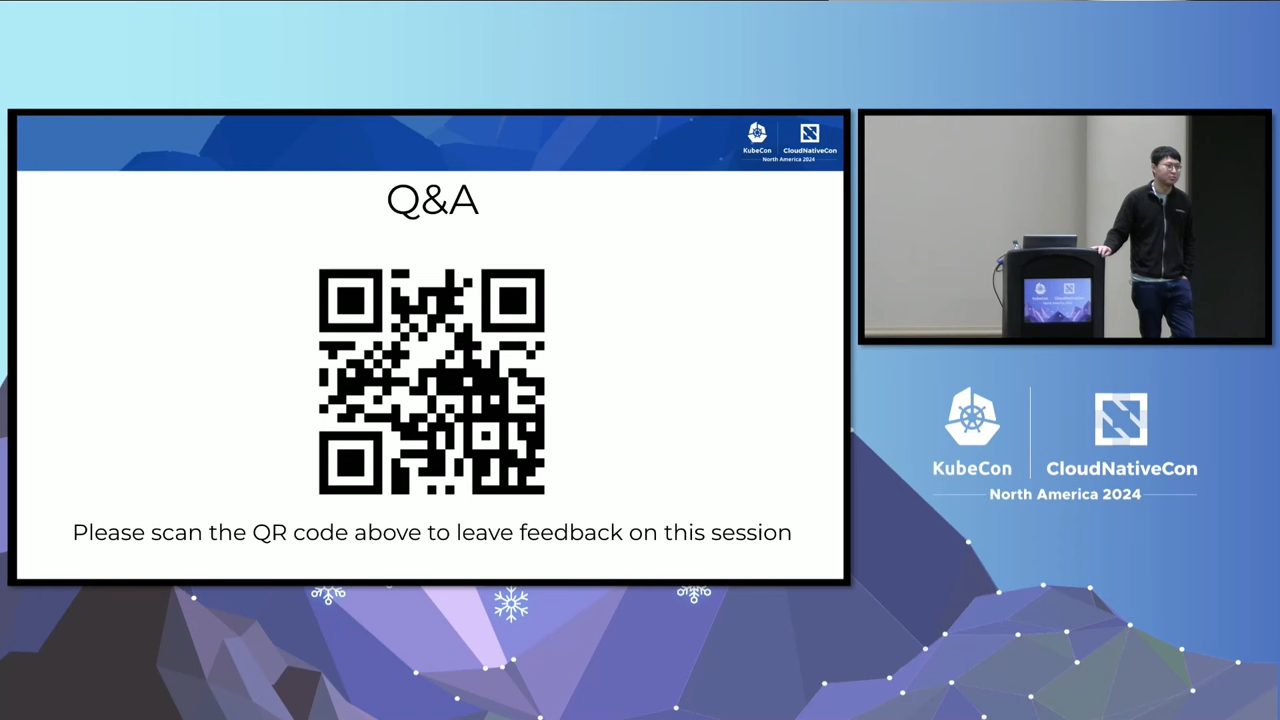 KubeCon
CloudNativeCon
North America 2024
Q&A
Please scan the QR code above to leave feedback on this session
KubeCon
CloudNativeCon
North America 2024